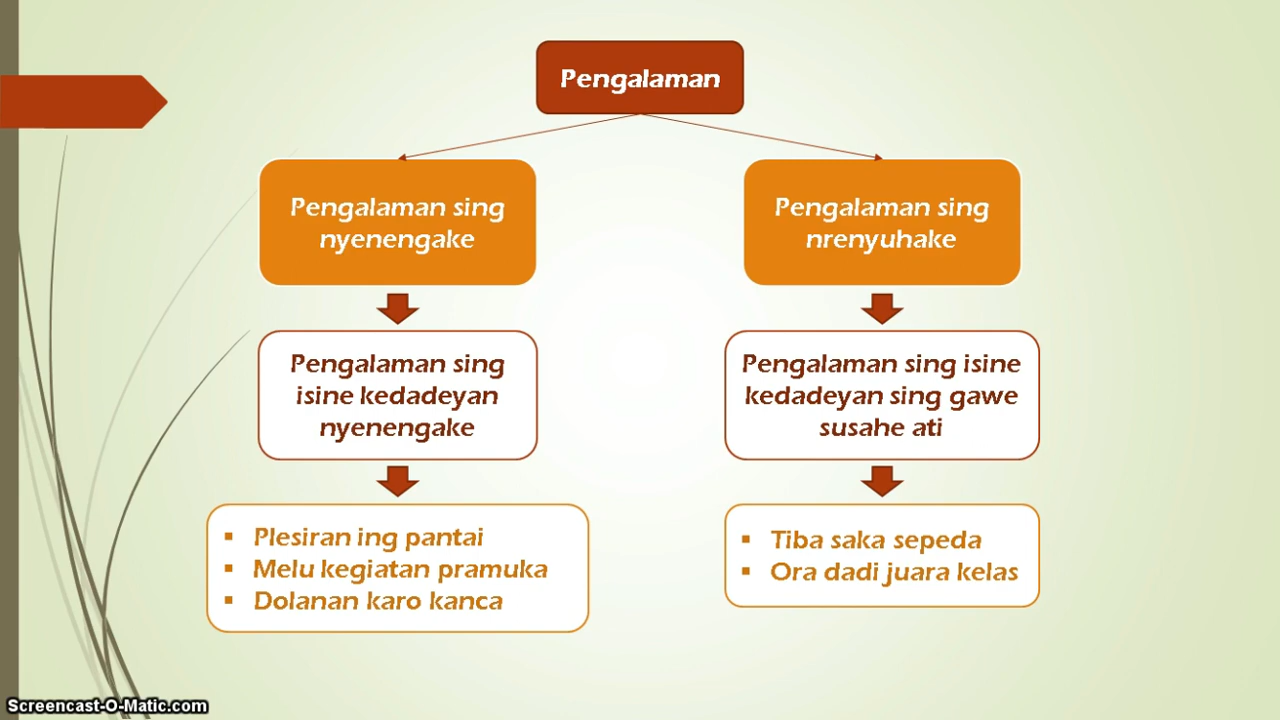 Pengalaman
Pengalaman sing
nyenengake
Pengalaman sing
isine kedadeyan
nyenengake
▪ Plesiran ing pantai
▪ Melu kegiatan pramuka
▪ Dolanan karo kanca
Pengalaman sing
nrenyuhake
Pengalaman sing isine
kedadeyan sing gawe
susahe ati
▪ Tiba saka sepeda
▪ Ora dadi juara kelas
Screencast-O-Matic.com